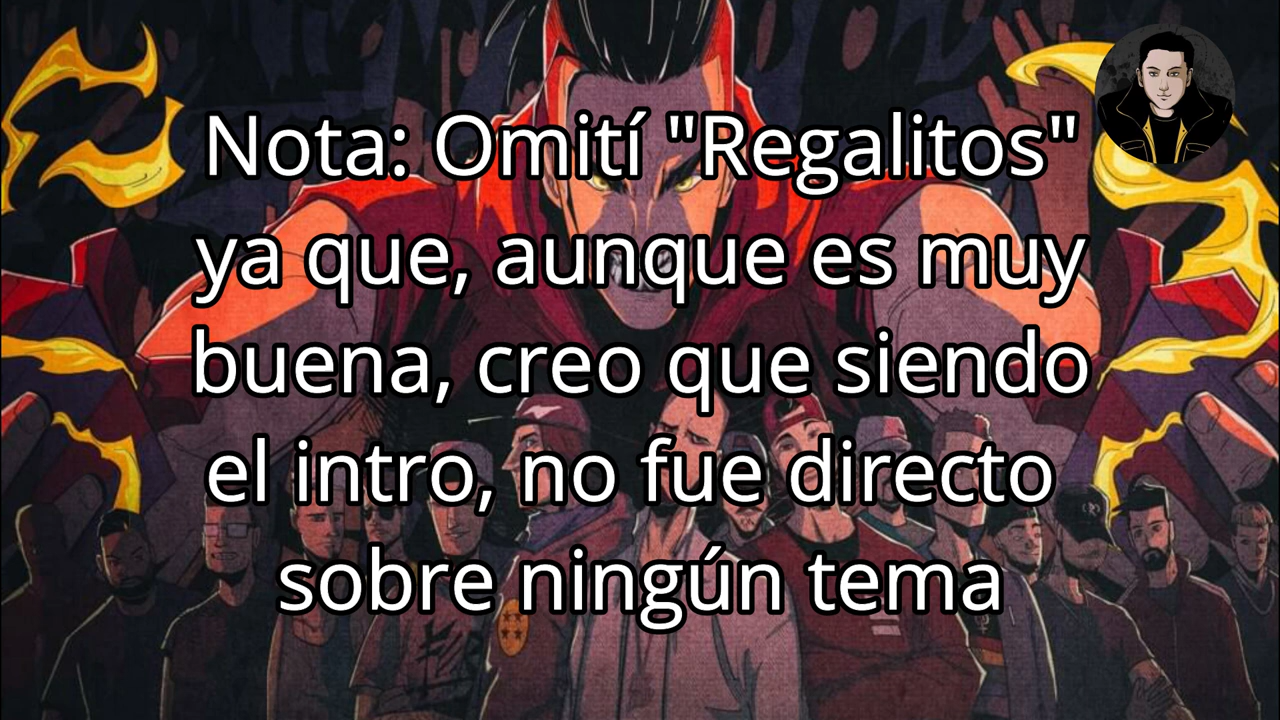 Nota: Omití "Regalitos"
ya que, aunque es muy
buena, creo que siendo
el intro, no fue directo
sobre ningún tema